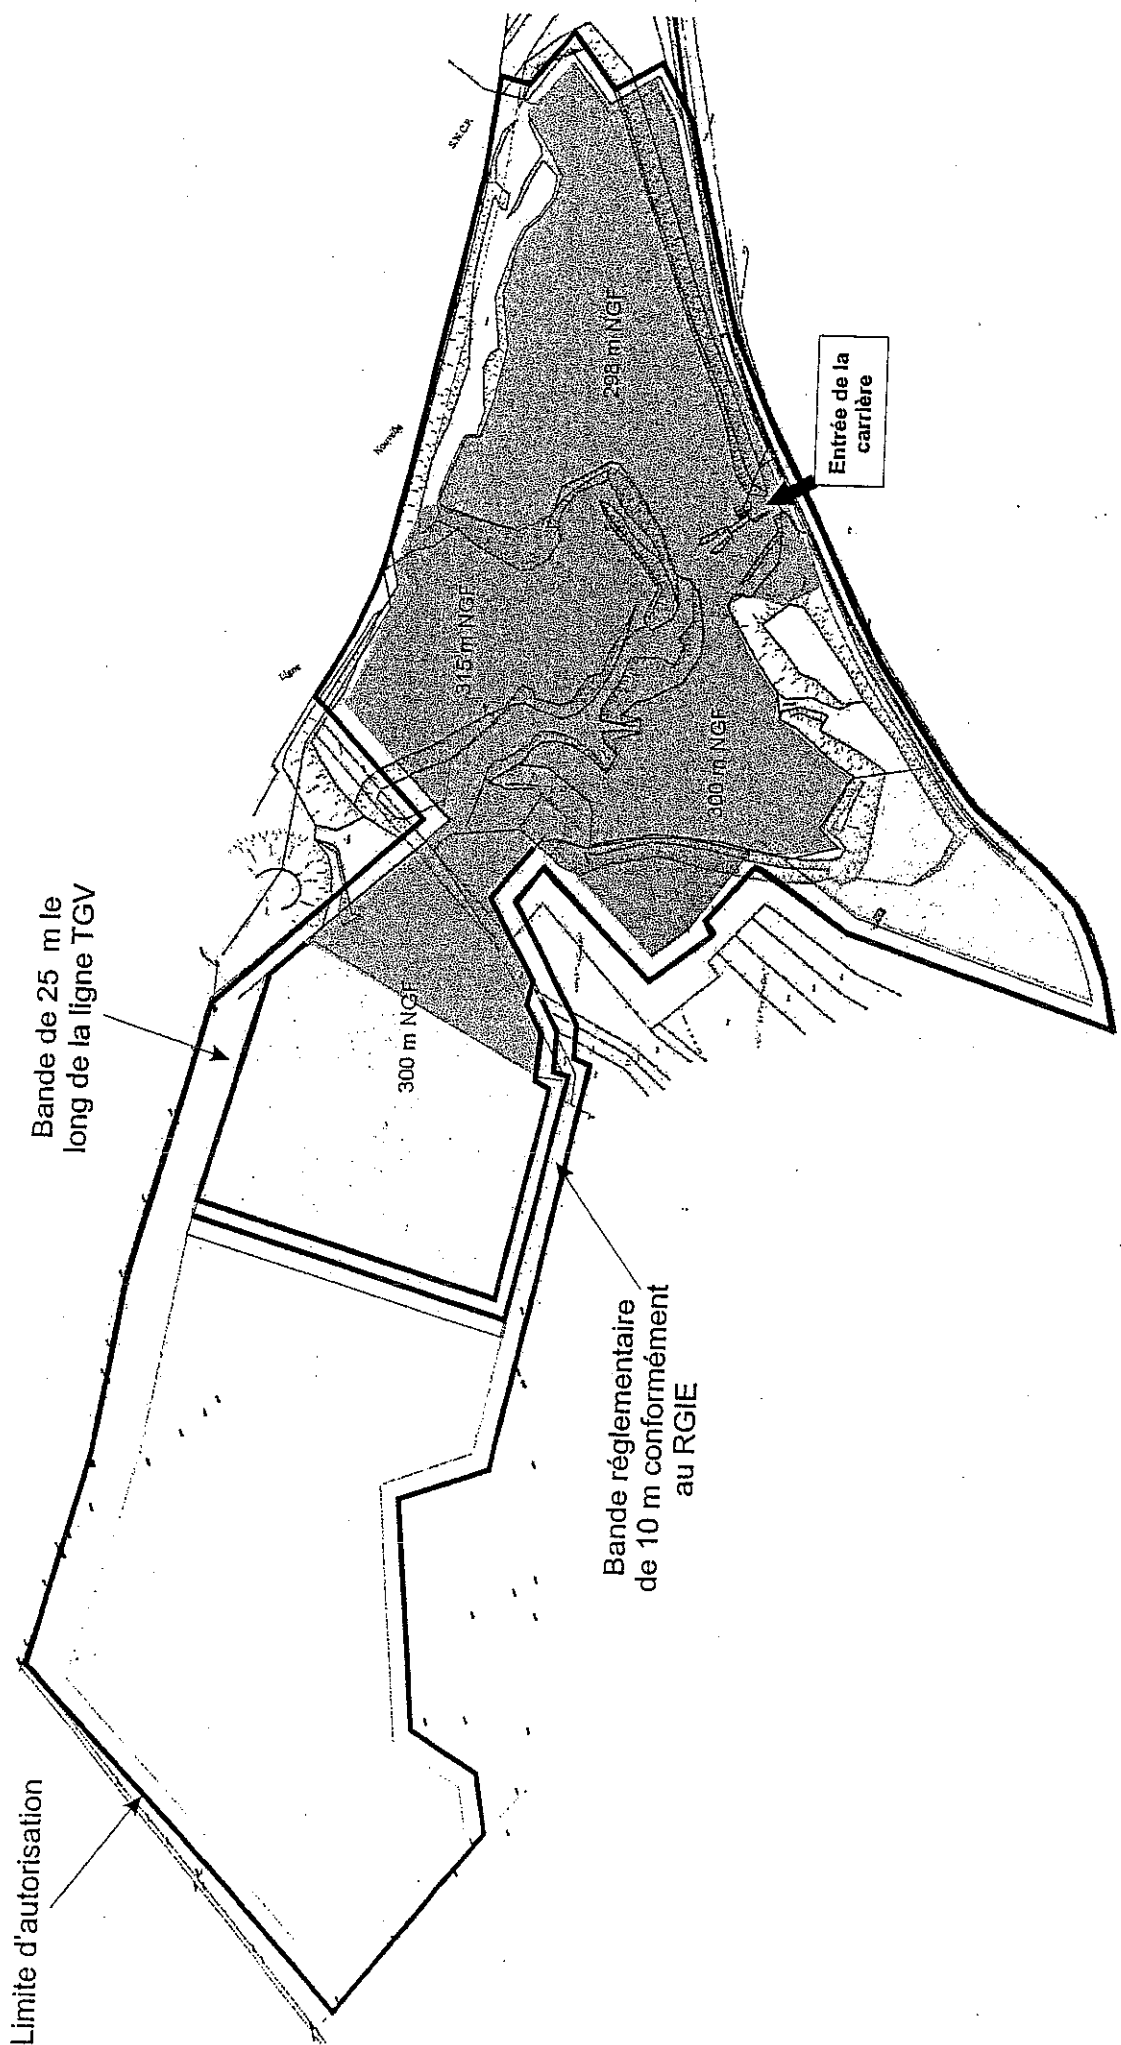 Limite d'autorisation
Bande de 25 m le
long de la ligne TGV
Bande réglementaire
de 10 m conformément
au RGIE
300 m NGF
315 m NGF
300 m NGF
298 m NGF
Entrée de la
carrière
Ligne
Nouvelle
S.N.C.F.